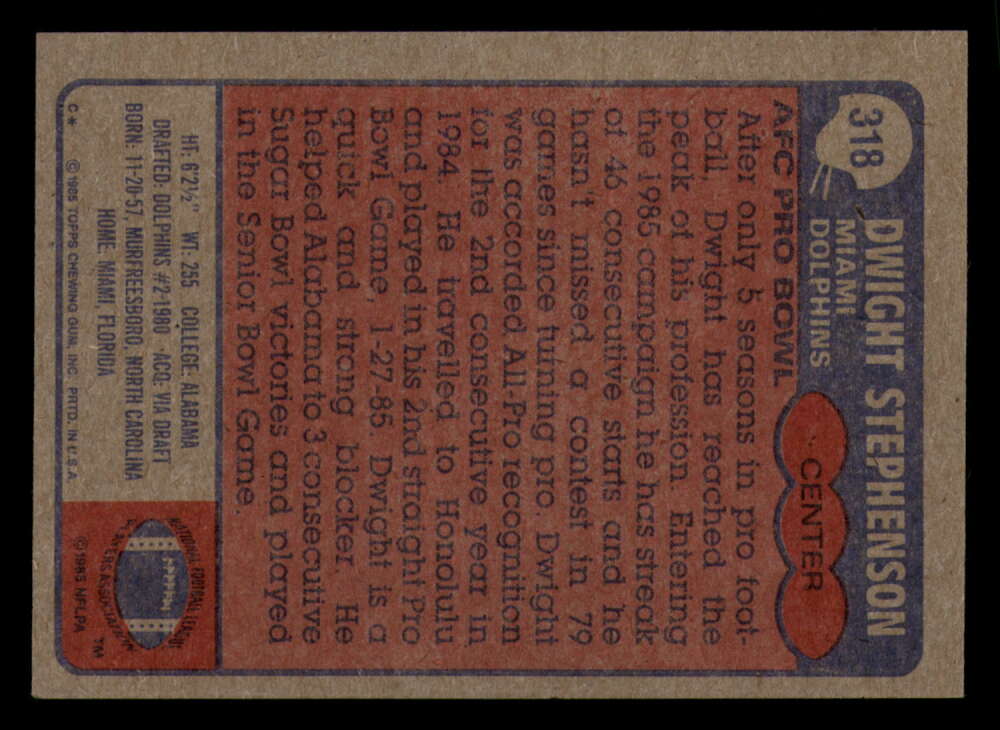 318
DWIGHT STEPHENSON
MIAMI
DOLPHINS
CENTER
AFC PRO BOWL
After only 5 seasons in pro foot-
ball, Dwight has reached the
peak of his profession. Entering
the 1985 campaign he has streak
of 46 consecutive starts and he
hasn't missed a contest in 79
games since turning pro. Dwight
was accorded All-Pro recognition
for the 2nd consecutive year in
1984. He travelled to Honolulu
and played in his 2nd straight Pro
Bowl Game, 1-27-85. Dwight is a
quick and strong blocker. He
helped Alabama to 3 consecutive
Sugar Bowl victories and played
in the Senior Bowl Game.
HT: 6'2½" WT: 255 COLLEGE: ALABAMA
DRAFTED: DOLPHINS #2-1980 ACQ: VIA DRAFT
BORN: 11-20-57, MURFREESBORO, NORTH CAROLINA
HOME: MIAMI, FLORIDA
C* © 1985 TOPPS CHEWING GUM, INC. PRTD. IN U.S.A.
NATIONAL FOOTBALL LEAGUE
PLAYERS ASSOCIATION
TM
© 1985 NFLPA